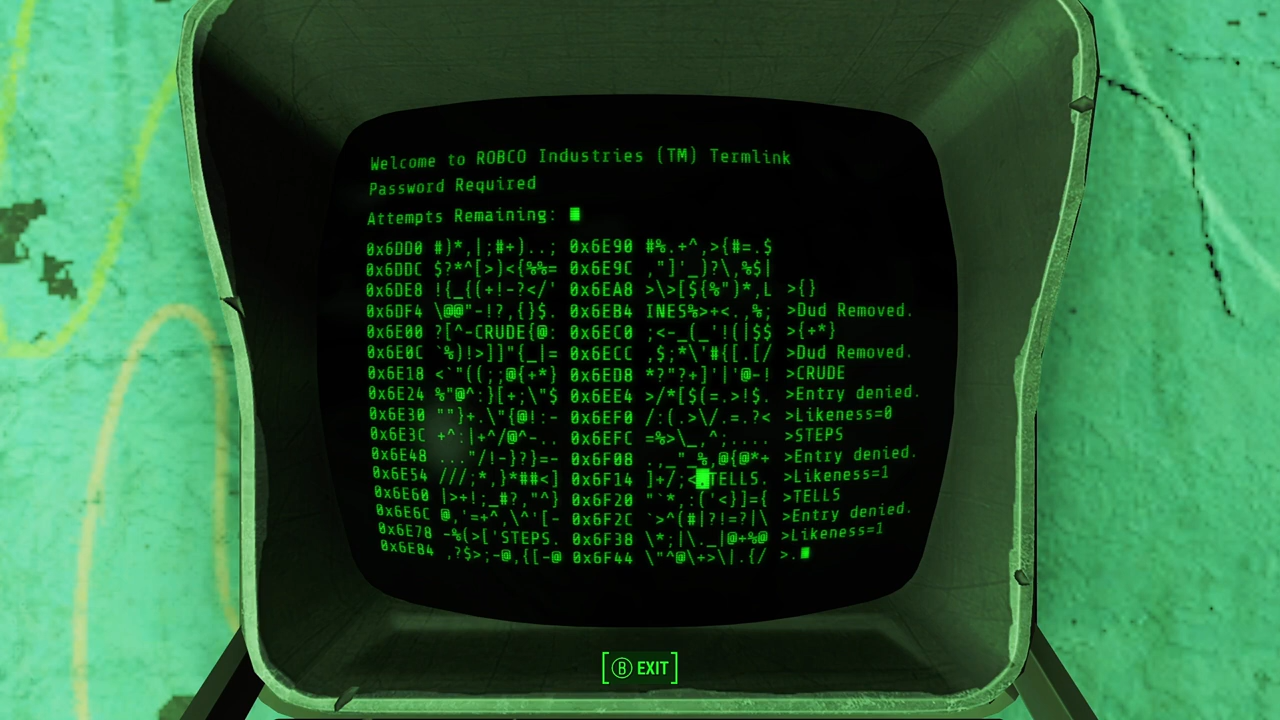 Welcome to ROBCO Industries (TM) Termlink
Password Required
Attempts Remaining: ■
0x6DD0 #)*,|;#+)..; 0x6E90 #%.+^,>{#=.$
0x6DDC $?*^[>)<{%%= 0x6E9C ,"]'_)?\,%$|
0x6DE8 !{_{(+!-?</' 0x6EA8 >\>[${%")*,L >{}
0x6DF4 \@@"-!?,{}$. 0x6EB4 INES%>+<.,%; >Dud Removed.
0x6E00 ?[^-CRUDE{@: 0x6EC0 ;<-_(_'!(|$$ >{+*}
0x6E0C `%)!>]]"{_|= 0x6ECC ,$;*\'#{[.[/ >Dud Removed.
0x6E18 <`"((;;@{+*} 0x6ED8 *?"?+]'|'@-! >CRUDE
0x6E24 %"@^:}[+;\"$ 0x6EE4 >/*[$(=.>!$. >Entry denied.
0x6E30 ""}+.\"{@!:- 0x6EF0 /:(.>\/.=.?< >Likeness=0
0x6E3C +^:|+^/@^-.. 0x6EFC =%>\_,^;.... >STEPS
0x6E48 ..."/!-}?}=- 0x6F08 .,_"_%,@{@*+ >Entry denied.
0x6E54 ///;*,}*##<] 0x6F14 ]+/;<.TELLS. >Likeness=1
0x6E60 |>+!;_#?,"^} 0x6F20 "`*,:('<}]={ >TELLS
0x6E6C @,'=+^,\^'[- 0x6F2C `>^(#|?!=?|\ >Entry denied.
0x6E78 -%(>['STEPS. 0x6F38 \*;|\._|@+%@ >Likeness=1
0x6E84 ,?$>;-@,{[-@ 0x6F44 \"^@\+>\|.{/ >.■
Ⓑ EXIT